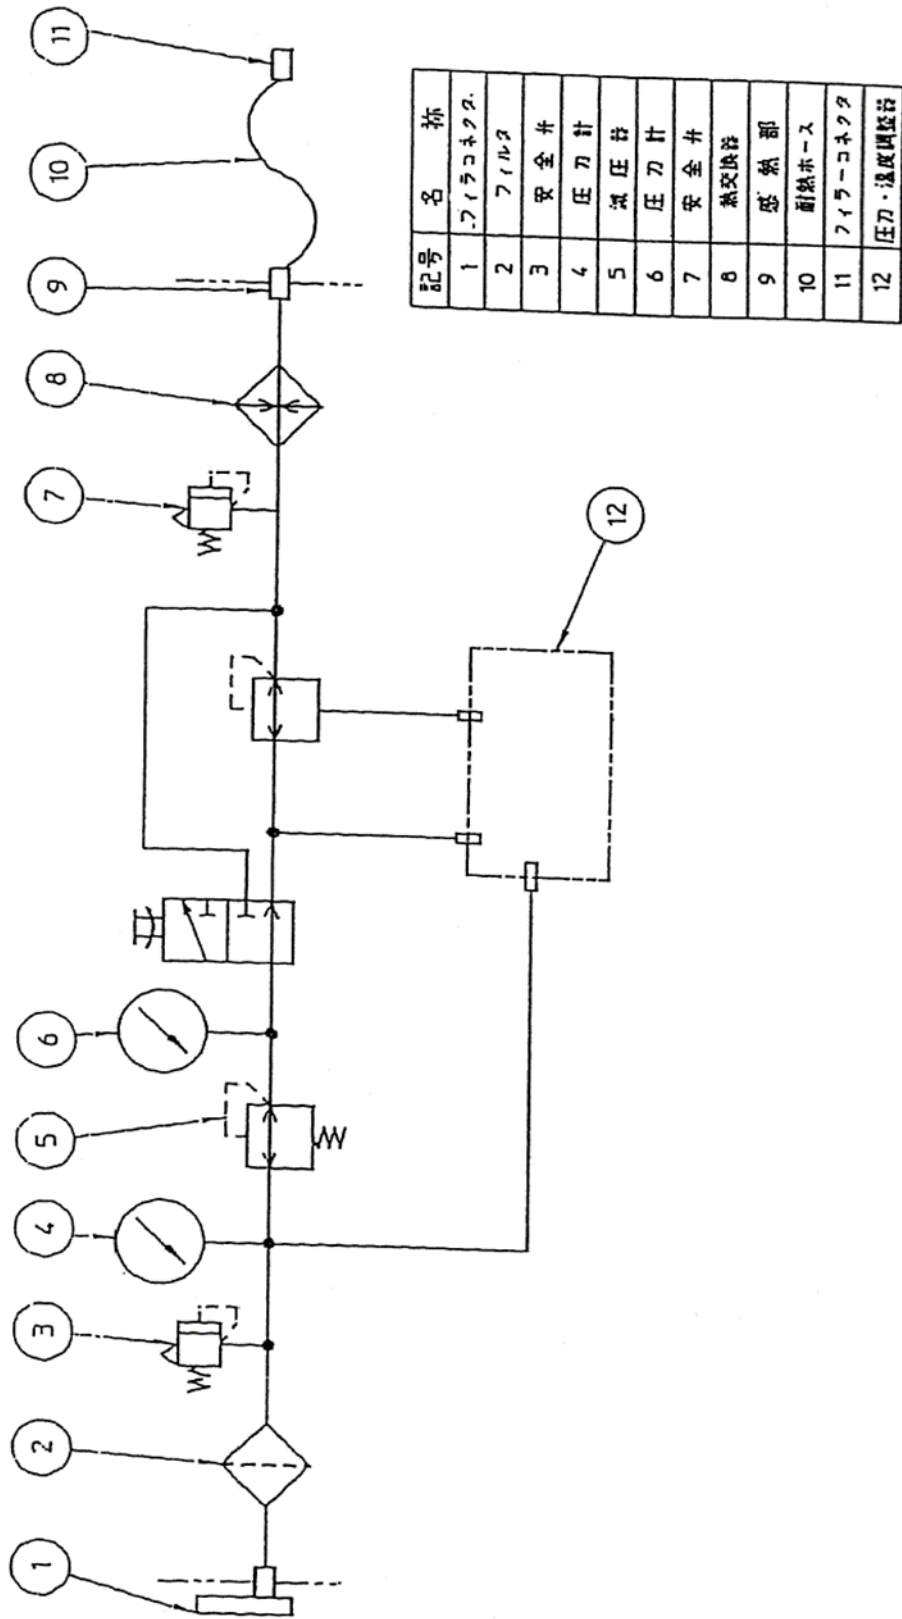 1
2
3
4
5
6
7
8
9
10
11
12
記号 名称
1 フィラコネクタ
2 フィルタ
3 安全弁
4 圧力計
5 減圧器
6 圧力計
7 安全弁
8 熱交換器
9 感熱部
10 耐熱ホース
11 フィラーコネクタ
12 圧力・温度調整器